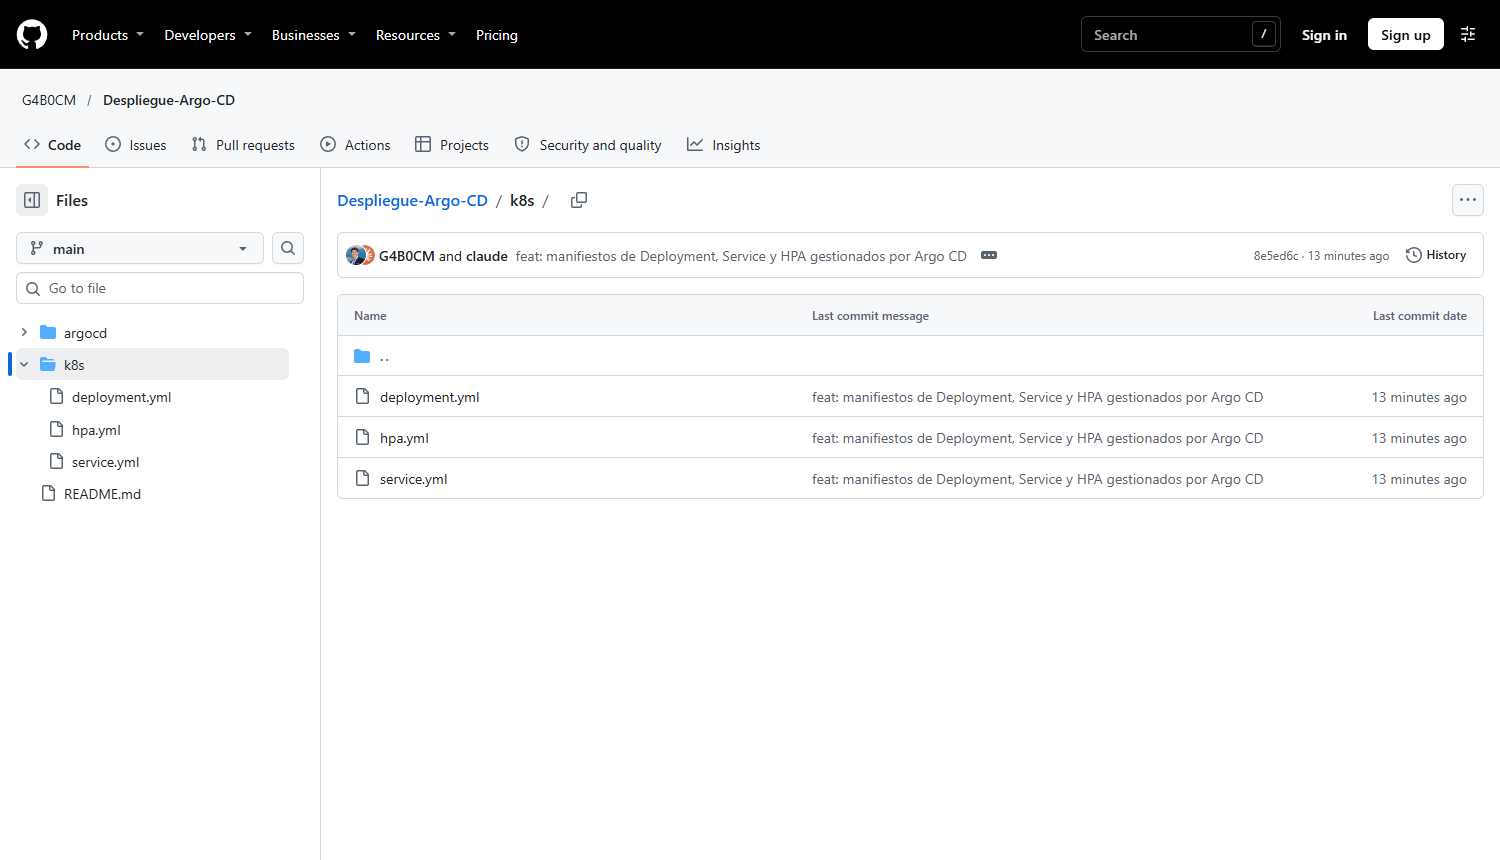 Products Developers Businesses Resources Pricing Search / Sign in Sign up
G4B0CM / Despliegue-Argo-CD
Code Issues Pull requests Actions Projects Security and quality Insights
Files
main
Go to file
argocd
k8s
deployment.yml
hpa.yml
service.yml
README.md
Despliegue-Argo-CD / k8s /
G4B0CM and claude feat: manifiestos de Deployment, Service y HPA gestionados por Argo CD 8e5ed6c · 13 minutes ago History
Name Last commit message Last commit date
..
deployment.yml feat: manifiestos de Deployment, Service y HPA gestionados por Argo CD 13 minutes ago
hpa.yml feat: manifiestos de Deployment, Service y HPA gestionados por Argo CD 13 minutes ago
service.yml feat: manifiestos de Deployment, Service y HPA gestionados por Argo CD 13 minutes ago